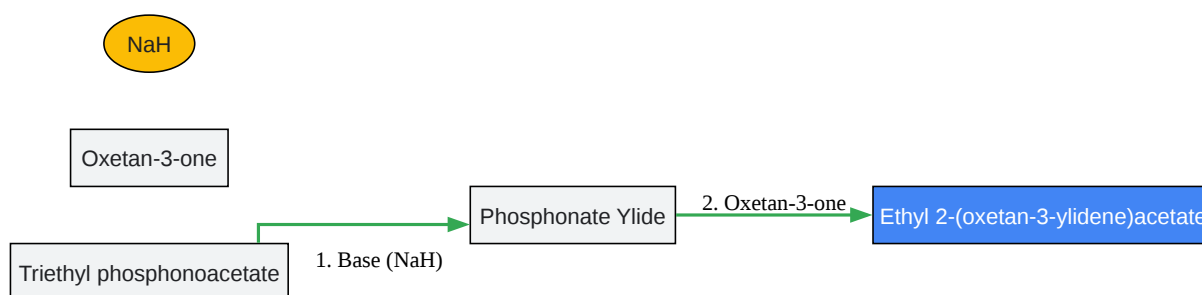 NaH
Oxetan-3-one
Triethyl phosphonoacetate
1. Base (NaH)
Phosphonate Ylide
2. Oxetan-3-one
Ethyl 2-(oxetan-3-ylidene)acetate